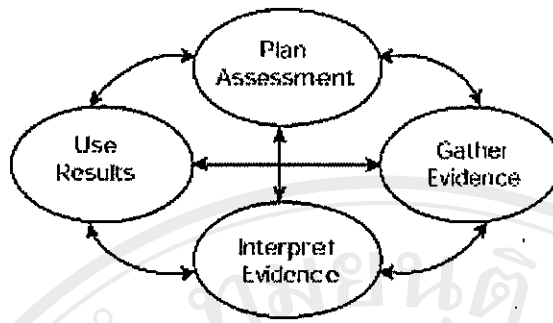 Plan
Assessment
Use
Results
Gather
Evidence
Interpret
Evidence